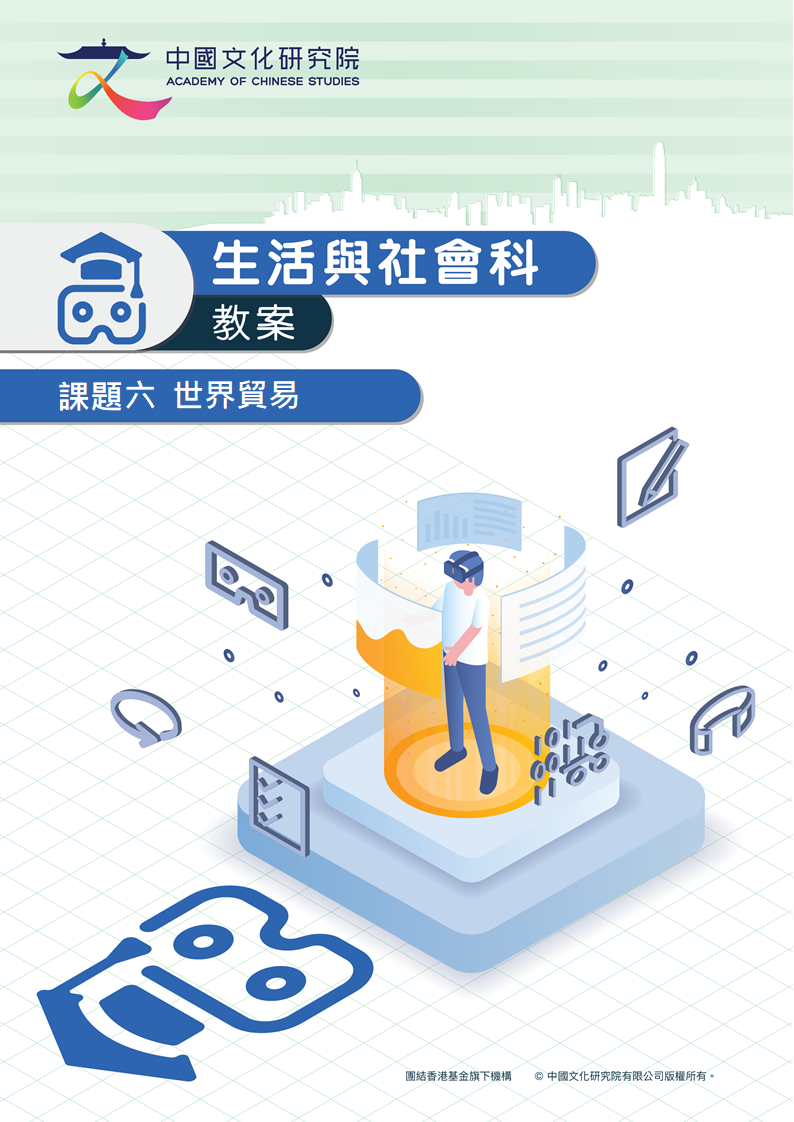 中國文化研究院
ACADEMY OF CHINESE STUDIES
生活與社會科
教案
課題六 世界貿易
團結香港基金旗下機構 © 中國文化研究院有限公司版權所有。